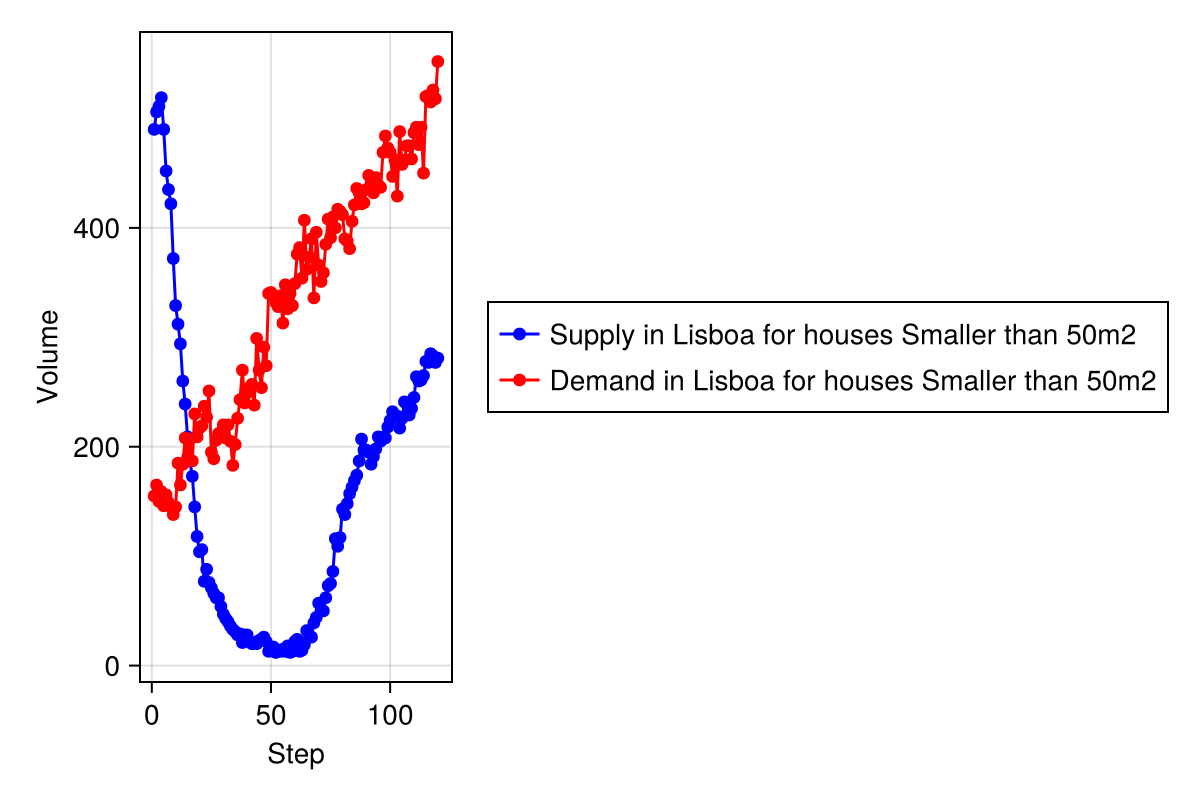 400
200
0
Volume
0 50 100
Step
Supply in Lisboa for houses Smaller than 50m2
Demand in Lisboa for houses Smaller than 50m2